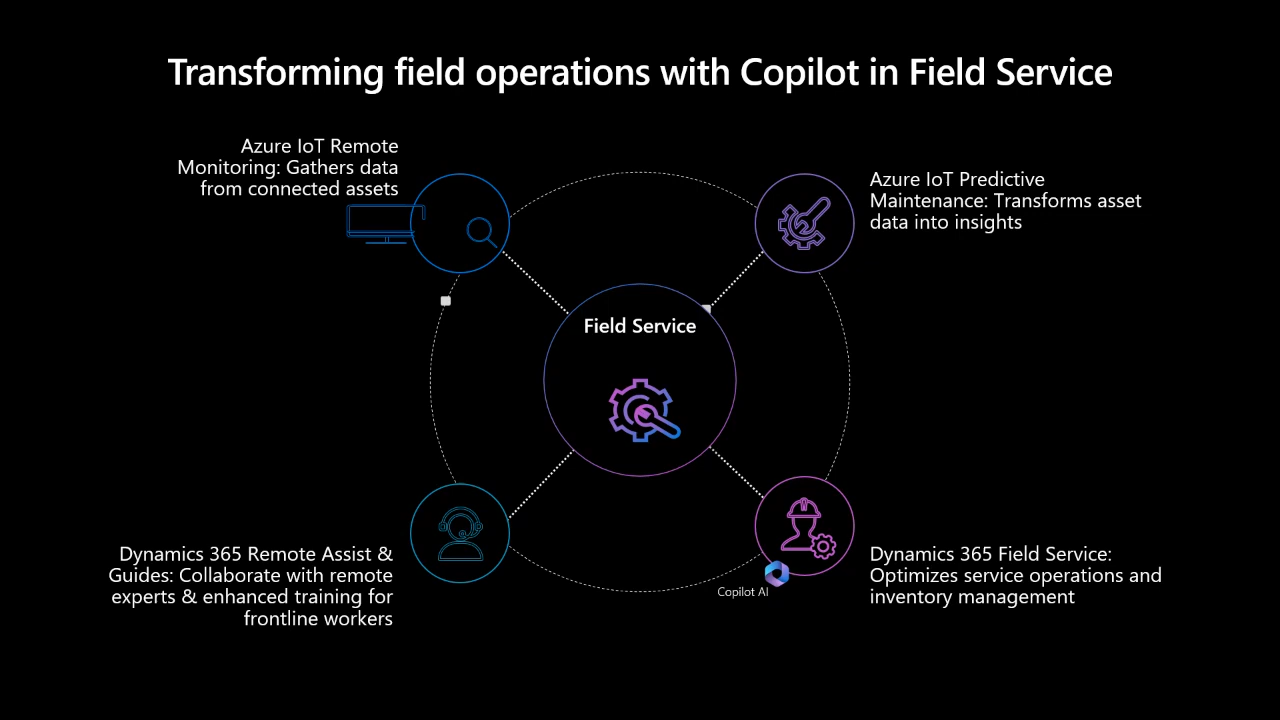 Transforming field operations with Copilot in Field Service
Azure IoT Remote
Monitoring: Gathers data
from connected assets
Azure IoT Predictive
Maintenance: Transforms asset
data into insights
Field Service
Dynamics 365 Remote Assist &
Guides: Collaborate with remote
experts & enhanced training for
frontline workers
Copilot AI
Dynamics 365 Field Service:
Optimizes service operations and
inventory management